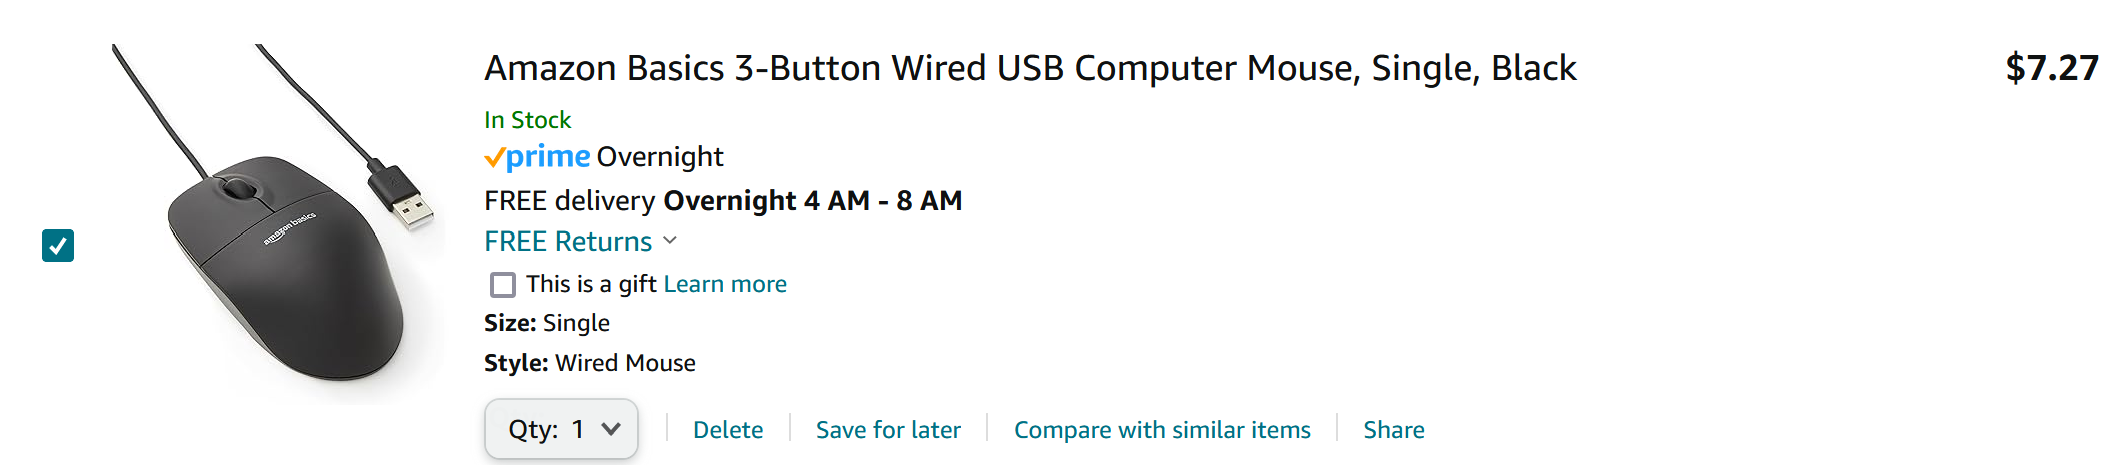 Amazon Basics 3-Button Wired USB Computer Mouse, Single, Black
$7.27
In Stock
prime Overnight
FREE delivery Overnight 4 AM - 8 AM
FREE Returns
This is a gift Learn more
Size: Single
Style: Wired Mouse
Qty: 1
Delete
Save for later
Compare with similar items
Share
amazon basics